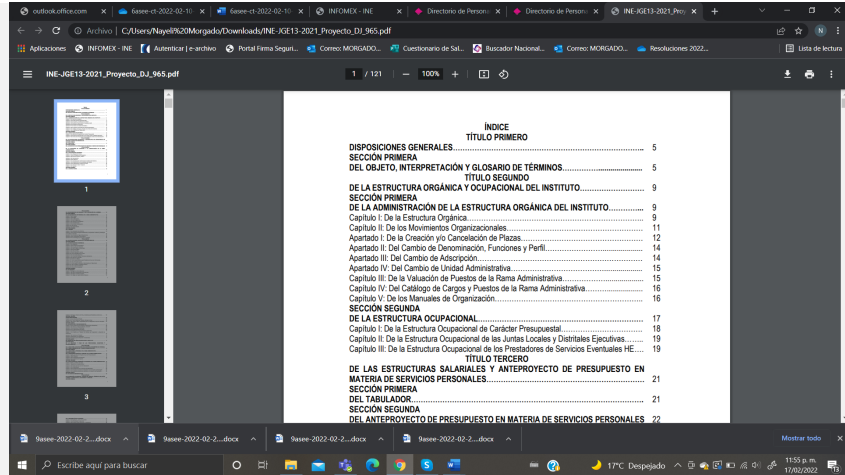 outlook.office.com
6asee-ct-2022-02-10-
6asee-ct-2022-02-10-
INFOMEX - INE
Directorio de Person
Directorio de Person
INE-JGE13-2021_Proy
Archivo | C:/Users/Nayeli%20Morgado/Downloads/INE-JGE13-2021_Proyecto_DJ_965.pdf
Aplicaciones
INFOMEX - INE
Autenticar | e-archivo
Portal Firma Seguri...
Correo: MORGADO...
Cuestionario de Sal...
Buscador Nacional...
Correo: MORGADO...
Resoluciones 2022...
Lista de lectura
INE-JGE13-2021_Proyecto_DJ_965.pdf
1 / 121 | — 100% +
1
2
3
ÍNDICE
TÍTULO PRIMERO
DISPOSICIONES GENERALES.......... 5
SECCIÓN PRIMERA
DEL OBJETO, INTERPRETACIÓN Y GLOSARIO DE TÉRMINOS.......... 5
TÍTULO SEGUNDO
DE LA ESTRUCTURA ORGÁNICA Y OCUPACIONAL DEL INSTITUTO.......... 9
SECCIÓN PRIMERA
DE LA ADMINISTRACIÓN DE LA ESTRUCTURA ORGÁNICA DEL INSTITUTO.......... 9
Capítulo I: De la Estructura Orgánica.......... 9
Capítulo II: De los Movimientos Organizacionales.......... 11
Apartado I: De la Creación y/o Cancelación de Plazas.......... 12
Apartado II: Del Cambio de Denominación, Funciones y Perfil.......... 14
Apartado III: Del Cambio de Adscripción.......... 14
Apartado IV: Del Cambio de Unidad Administrativa.......... 15
Capítulo III: De la Valuación de Puestos de la Rama Administrativa.......... 15
Capítulo IV: Del Catálogo de Cargos y Puestos de la Rama Administrativa.......... 16
Capítulo V: De los Manuales de Organización.......... 16
SECCIÓN SEGUNDA
DE LA ESTRUCTURA OCUPACIONAL.......... 17
Capítulo I: De la Estructura Ocupacional de Carácter Presupuestal.......... 18
Capítulo II: De la Estructura Ocupacional de las Juntas Locales y Distritales Ejecutivas.......... 19
Capítulo III: De la Estructura Ocupacional de los Prestadores de Servicios Eventuales HE.... 19
TÍTULO TERCERO
DE LAS ESTRUCTURAS SALARIALES Y ANTEPROYECTO DE PRESUPUESTO EN
MATERIA DE SERVICIOS PERSONALES.......... 21
SECCIÓN PRIMERA
DEL TABULADOR.......... 21
SECCIÓN SEGUNDA
DEL ANTEPROYECTO DE PRESUPUESTO EN MATERIA DE SERVICIOS PERSONALES 22
9asee-2022-02-2....docx
9asee-2022-02-2....docx
9asee-2022-02-2....docx
9asee-2022-02-2....docx
Mostrar todo
Escribe aquí para buscar
17°C Despejado
11:55 p. m.
17/02/2022